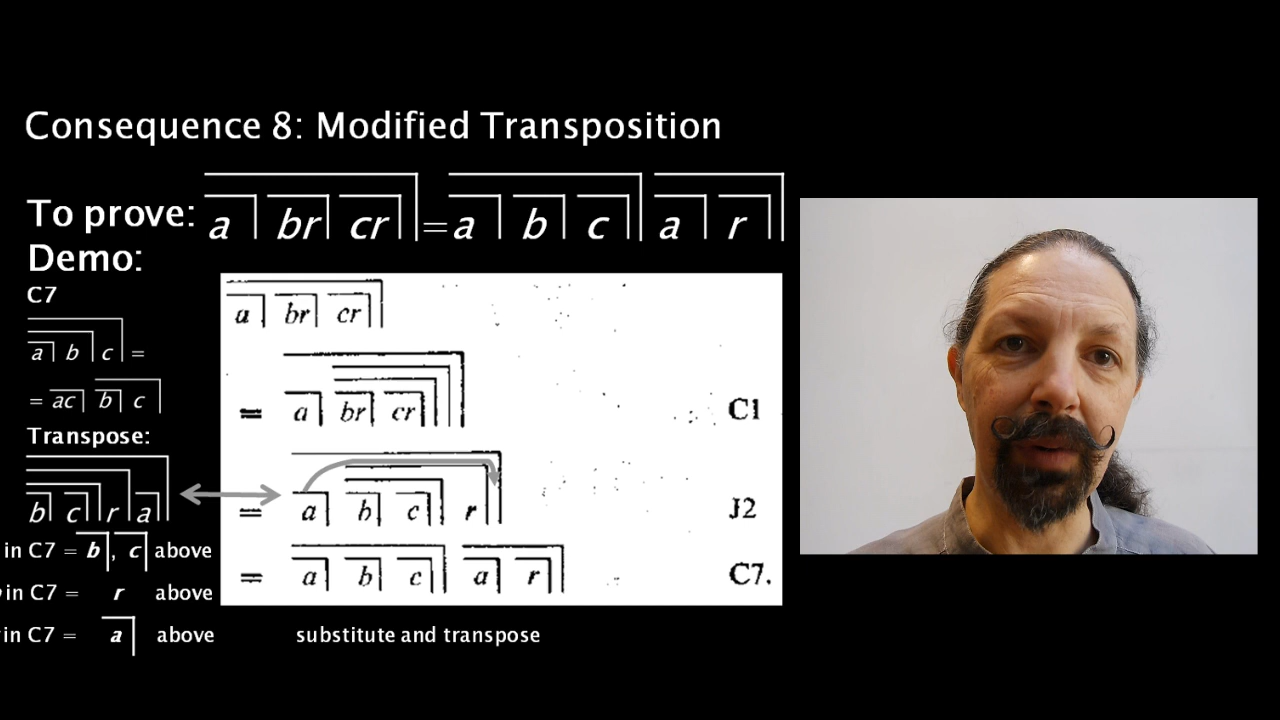 Consequence 8: Modified Transposition
To prove: a br cr = a b c a r
Demo:
C7
a b c =
= ac b c
Transpose:
b c r a
in C7 = b, c above
in C7 = r above
in C7 = a above
a br cr
= a br cr C1
= a b c r J2
= a b c a r C7.
substitute and transpose